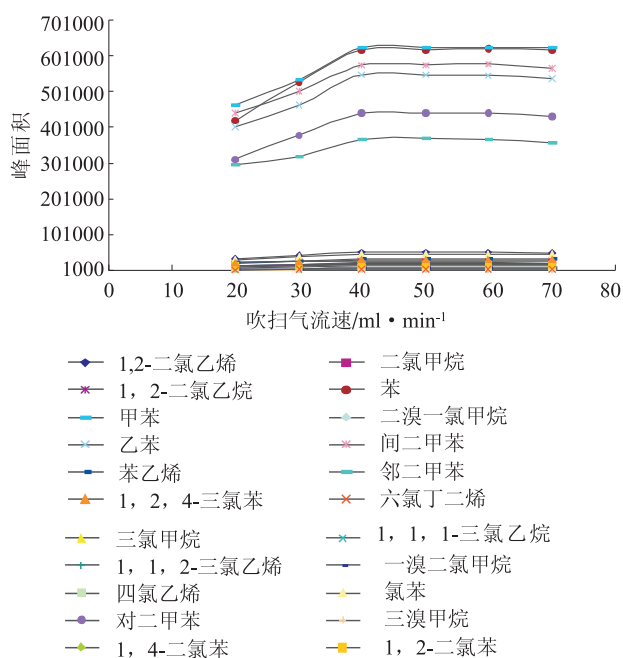 701000
601000
501000
401000
301000
201000
101000
1000
峰面积
0 10 20 30 40 50 60 70 80
吹扫气流速/ml·min-1
1,2-二氯乙烯 二氯甲烷
1，2-二氯乙烷 苯
甲苯 二溴一氯甲烷
乙苯 间二甲苯
苯乙烯 邻二甲苯
1，2，4-三氯苯 六氯丁二烯
三氯甲烷 1，1，1-三氯乙烷
1，1，2-三氯乙烯 一溴二氯甲烷
四氯乙烯 氯苯
对二甲苯 三溴甲烷
1，4-二氯苯 1，2-二氯苯